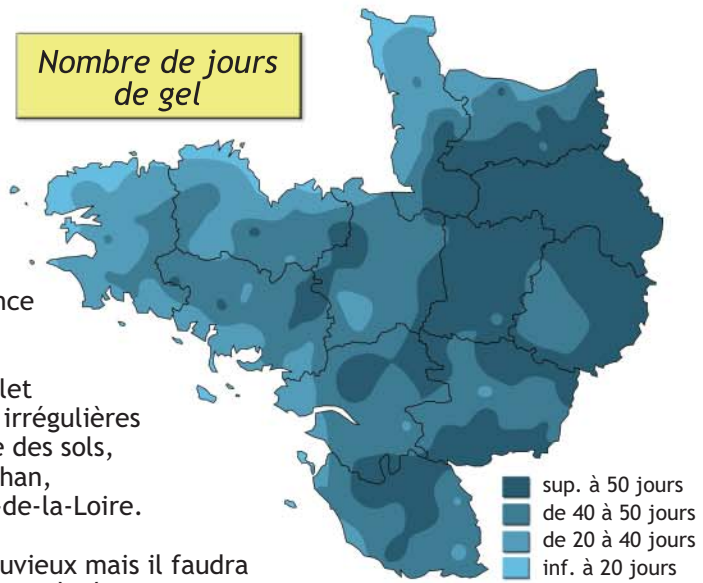 Nombre de jours
de gel
nce
let
irrégulières
e des sols,
han,
-de-la-Loire.
uvieux mais il faudra
sup. à 50 jours
de 40 à 50 jours
de 20 à 40 jours
inf. à 20 jours